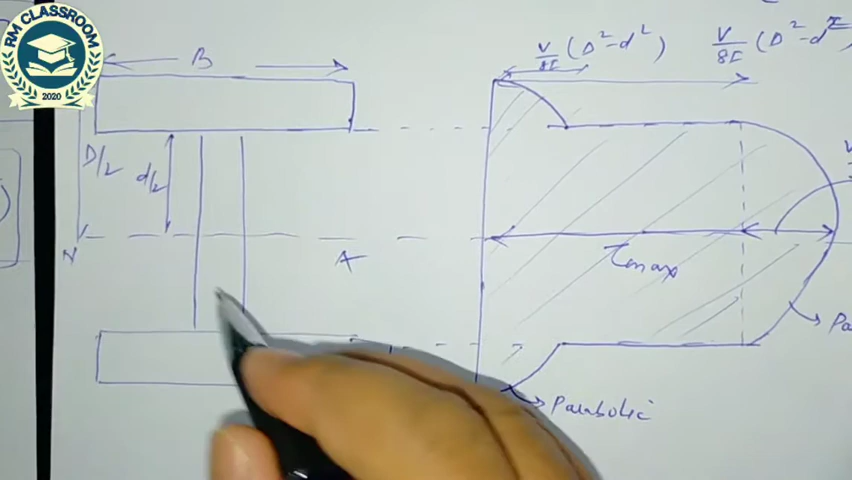 RM CLASSROOM
2020
B
V/8I (D²-d²)
V/8I (D²-d²)
D/2
d/2
N
A
τmax
Parabolic
Pa